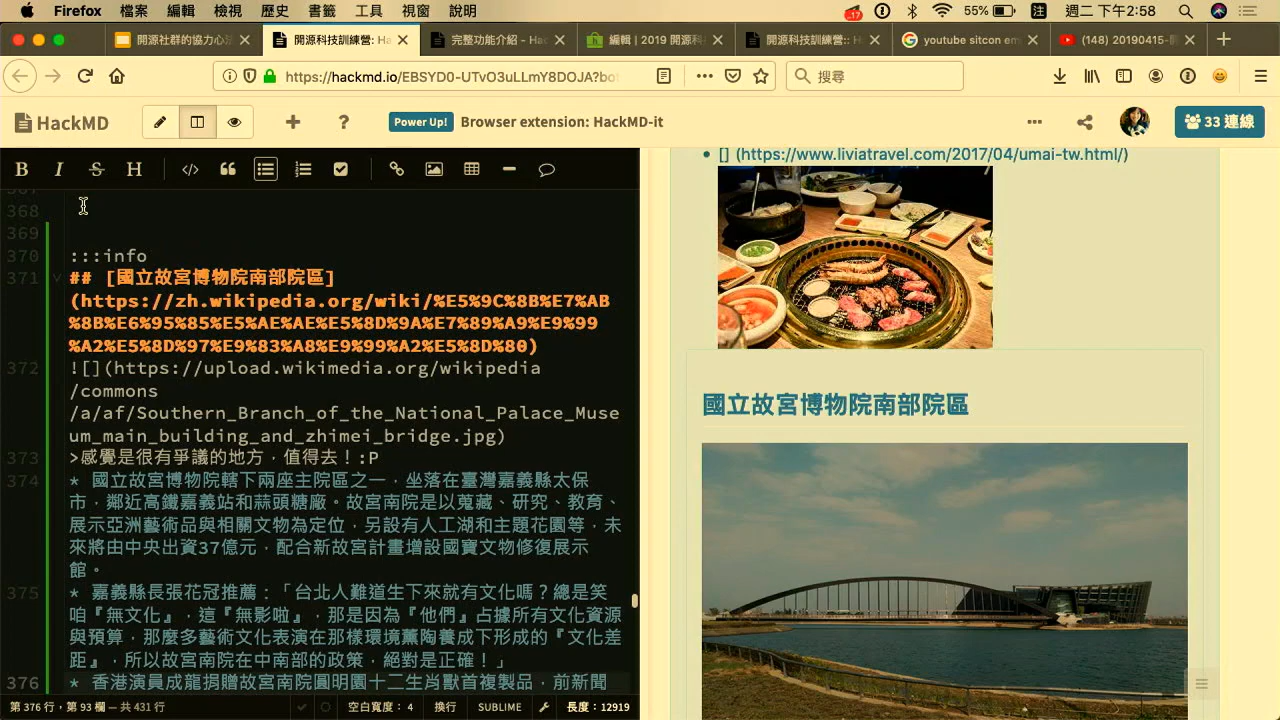 Firefox 檔案 編輯 檢視 歷史 書籤 工具 視窗 說明 17 55% 注 週二 下午2:58
開源社群的協力心法 開源科技訓練營: Ha 完整功能介紹 - Hac 編輯 | 2019 開源科 開源科技訓練營:: H youtube sitcon em (148) 20190415-開
https://hackmd.io/EBSYD0-UTvO3uLLmY8DOJA?bot 搜尋
HackMD Power Up! Browser extension: HackMD-it 33 連線
B I S H
367
368
369
370 :::info
371 ## [國立故宮博物院南部院區]
(https://zh.wikipedia.org/wiki/%E5%9C%8B%E7%AB
%8B%E6%95%85%E5%AE%AE%E5%8D%9A%E7%89%A9%E9%99
%A2%E5%8D%97%E9%83%A8%E9%99%A2%E5%8D%80)
372 ![](https://upload.wikimedia.org/wikipedia
/commons
/a/af/Southern_Branch_of_the_National_Palace_Muse
um_main_building_and_zhimei_bridge.jpg)
373 >感覺是很有爭議的地方，值得去！:P
374 * 國立故宮博物院轄下兩座主院區之一，坐落在臺灣嘉義縣太保
市，鄰近高鐵嘉義站和蒜頭糖廠。故宮南院是以蒐藏、研究、教育、
展示亞洲藝術品與相關文物為定位，另設有人工湖和主題花園等，未
來將由中央出資37億元，配合新故宮計畫增設國寶文物修復展示
館。
375 * 嘉義縣長張花冠推薦：「台北人難道生下來就有文化嗎？總是笑
咱『無文化』，這『無影啦』，那是因為『他們』占據所有文化資源
與預算，那麼多藝術文化表演在那樣環境薰陶養成下形成的『文化差
距』，所以故宮南院在中南部的政策，絕對是正確！」
376 * 香港演員成龍捐贈故宮南院圓明園十二生肖獸首複製品，前新聞
第 376 行，第 93 欄 — 共 431 行 空白寬度： 4 換行 SUBLIME 長度：12919
• [] (https://www.liviatravel.com/2017/04/umai-tw.html/)
國立故宮博物院南部院區